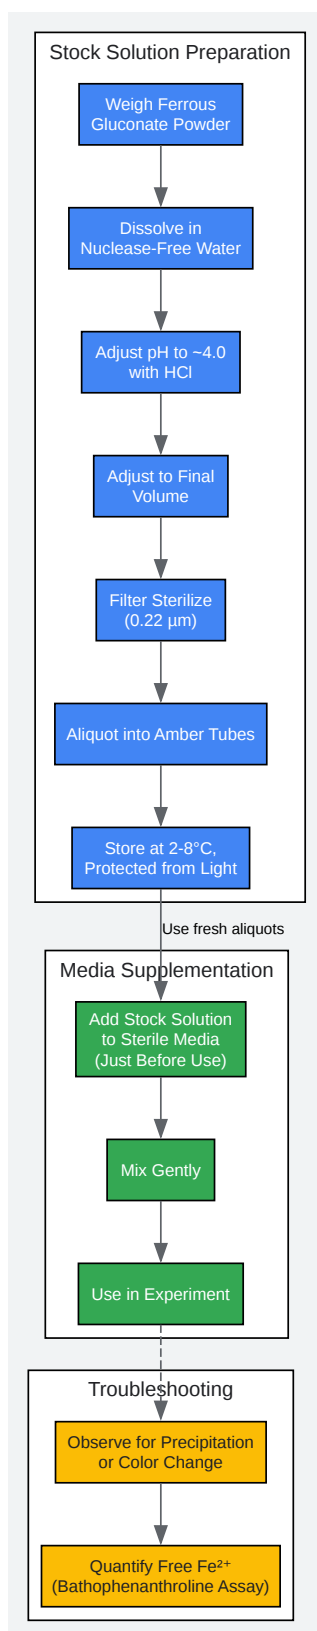 Stock Solution Preparation
Weigh Ferrous
Gluconate Powder
Dissolve in
Nuclease-Free Water
Adjust pH to ~4.0
with HCl
Adjust to Final
Volume
Filter Sterilize
(0.22 µm)
Aliquot into Amber Tubes
Store at 2-8°C,
Protected from Light
Use fresh aliquots
Media Supplementation
Add Stock Solution
to Sterile Media
(Just Before Use)
Mix Gently
Use in Experiment
Troubleshooting
Observe for Precipitation
or Color Change
Quantify Free Fe²⁺
(Bathophenanthroline Assay)